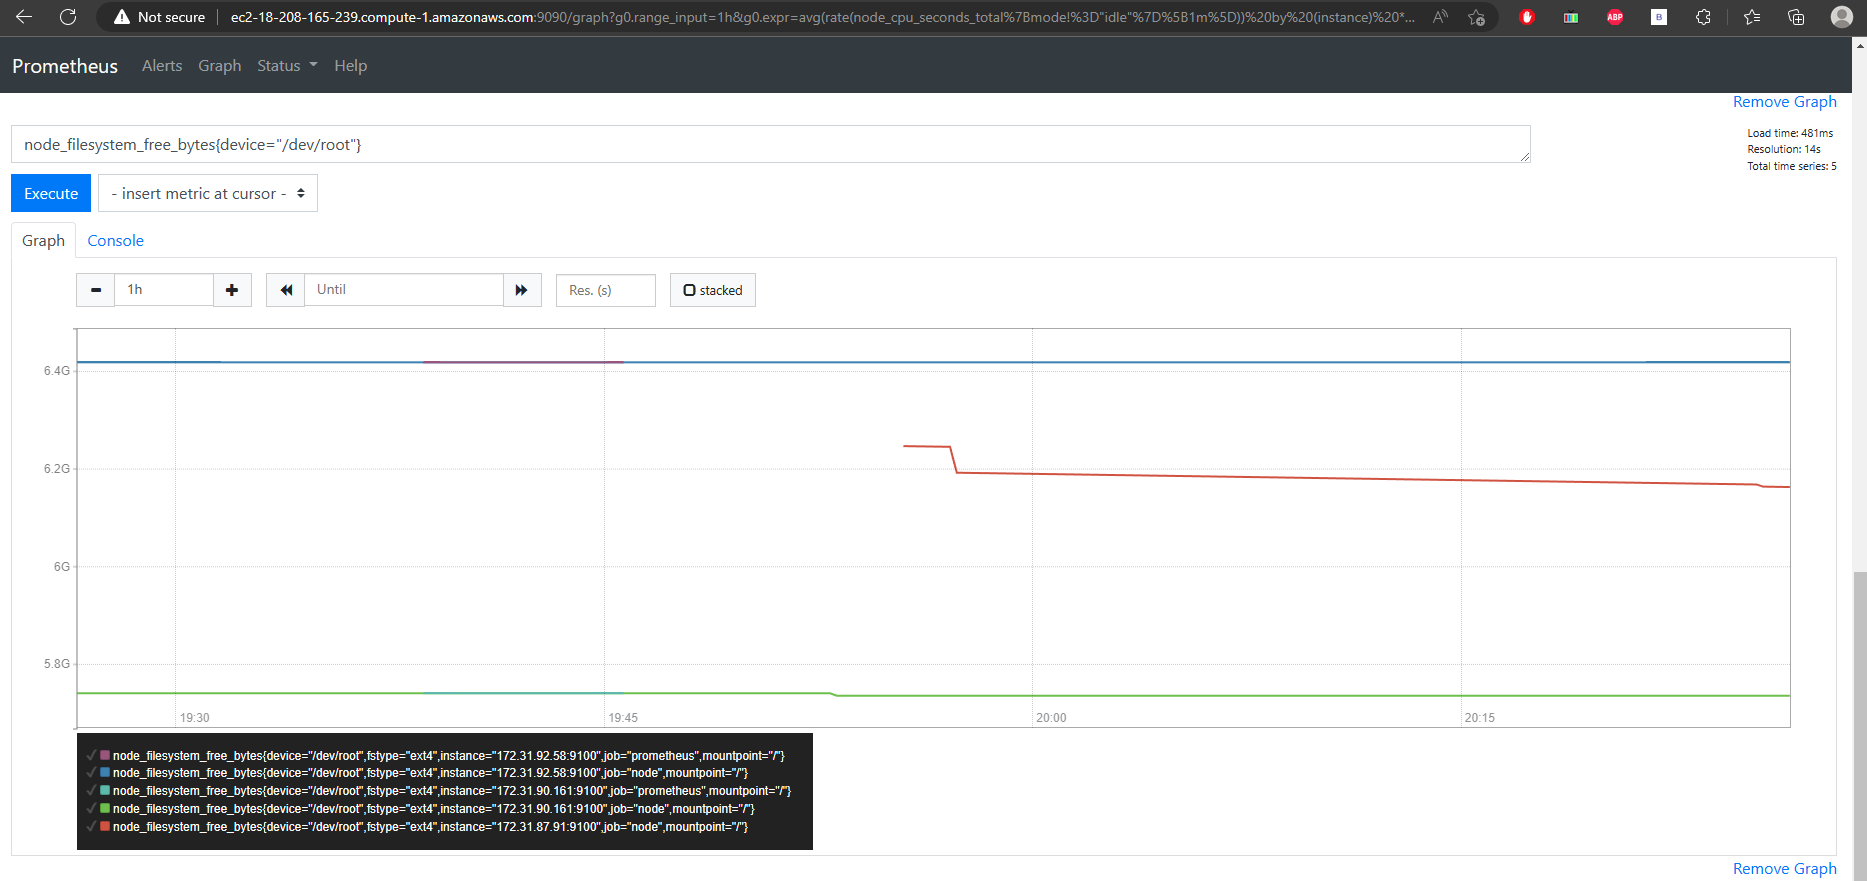 Not secure | ec2-18-208-165-239.compute-1.amazonaws.com:9090/graph?g0.range_input=1h&g0.expr=avg(rate(node_cpu_seconds_total%7Bmode!%3D"idle"%7D%5B1m%5D))%20by%20(instance)%20*...
ABP
B
Prometheus Alerts Graph Status Help
Remove Graph
node_filesystem_free_bytes{device="/dev/root"}
Load time: 481ms
Resolution: 14s
Total time series: 5
Execute
- insert metric at cursor -
Graph Console
1h
Until
Res. (s)
stacked
6.4G
6.2G
6G
5.8G
19:30 19:45 20:00 20:15
node_filesystem_free_bytes{device="/dev/root",fstype="ext4",instance="172.31.92.58:9100",job="prometheus",mountpoint="/"}
node_filesystem_free_bytes{device="/dev/root",fstype="ext4",instance="172.31.92.58:9100",job="node",mountpoint="/"}
node_filesystem_free_bytes{device="/dev/root",fstype="ext4",instance="172.31.90.161:9100",job="prometheus",mountpoint="/"}
node_filesystem_free_bytes{device="/dev/root",fstype="ext4",instance="172.31.90.161:9100",job="node",mountpoint="/"}
node_filesystem_free_bytes{device="/dev/root",fstype="ext4",instance="172.31.87.91:9100",job="node",mountpoint="/"}
Remove Graph